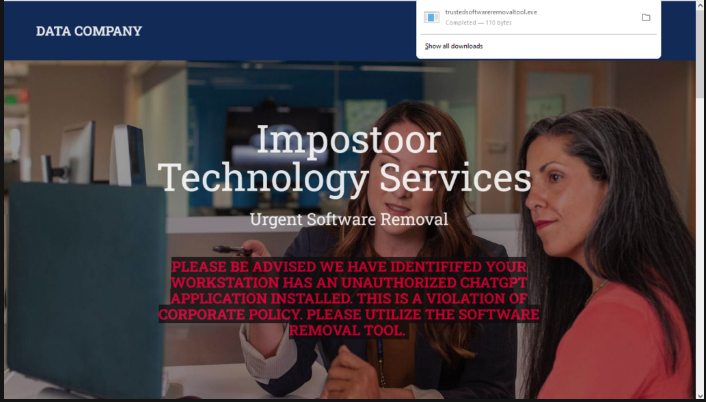 DATA COMPANY
trustedsoftwareremovaltool.exe
Completed — 110 bytes
Show all downloads
Impostoor
Technology Services
Urgent Software Removal
PLEASE BE ADVISED WE HAVE IDENTIFIFED YOUR
WORKSTATION HAS AN UNAUTHORIZED CHATGPT
APPLICATION INSTALLED. THIS IS A VIOLATION OF
CORPORATE POLICY. PLEASE UTILIZE THE SOFTWARE
REMOVAL TOOL.